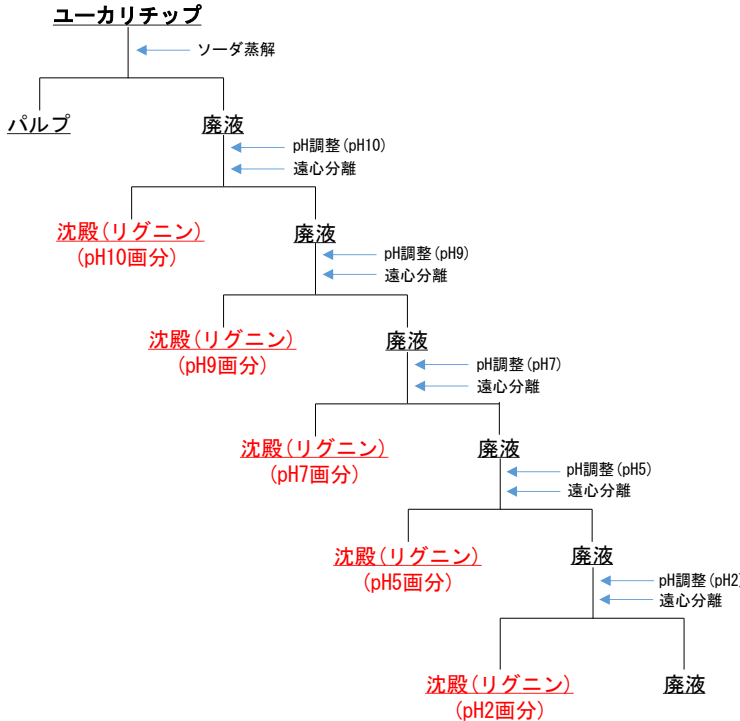 ユーカリチップ
ソーダ蒸解
パルプ
廃液
pH調整(pH10)
遠心分離
沈殿(リグニン)
(pH10画分)
廃液
pH調整(pH9)
遠心分離
沈殿(リグニン)
(pH9画分)
廃液
pH調整(pH7)
遠心分離
沈殿(リグニン)
(pH7画分)
廃液
pH調整(pH5)
遠心分離
沈殿(リグニン)
(pH5画分)
廃液
pH調整(pH2)
遠心分離
沈殿(リグニン)
(pH2画分)
廃液